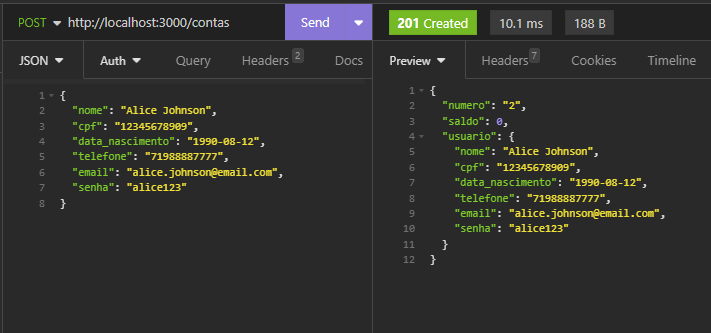 POST http://localhost:3000/contas Send 201 Created 10.1 ms 188 B
JSON Auth Query Headers 2 Docs Preview Headers 7 Cookies Timeline
1 {
2 "nome": "Alice Johnson",
3 "cpf": "12345678909",
4 "data_nascimento": "1990-08-12",
5 "telefone": "71988887777",
6 "email": "alice.johnson@email.com",
7 "senha": "alice123"
8 }
1 {
2 "numero": "2",
3 "saldo": 0,
4 "usuario": {
5 "nome": "Alice Johnson",
6 "cpf": "12345678909",
7 "data_nascimento": "1990-08-12",
8 "telefone": "71988887777",
9 "email": "alice.johnson@email.com",
10 "senha": "alice123"
11 }
12 }